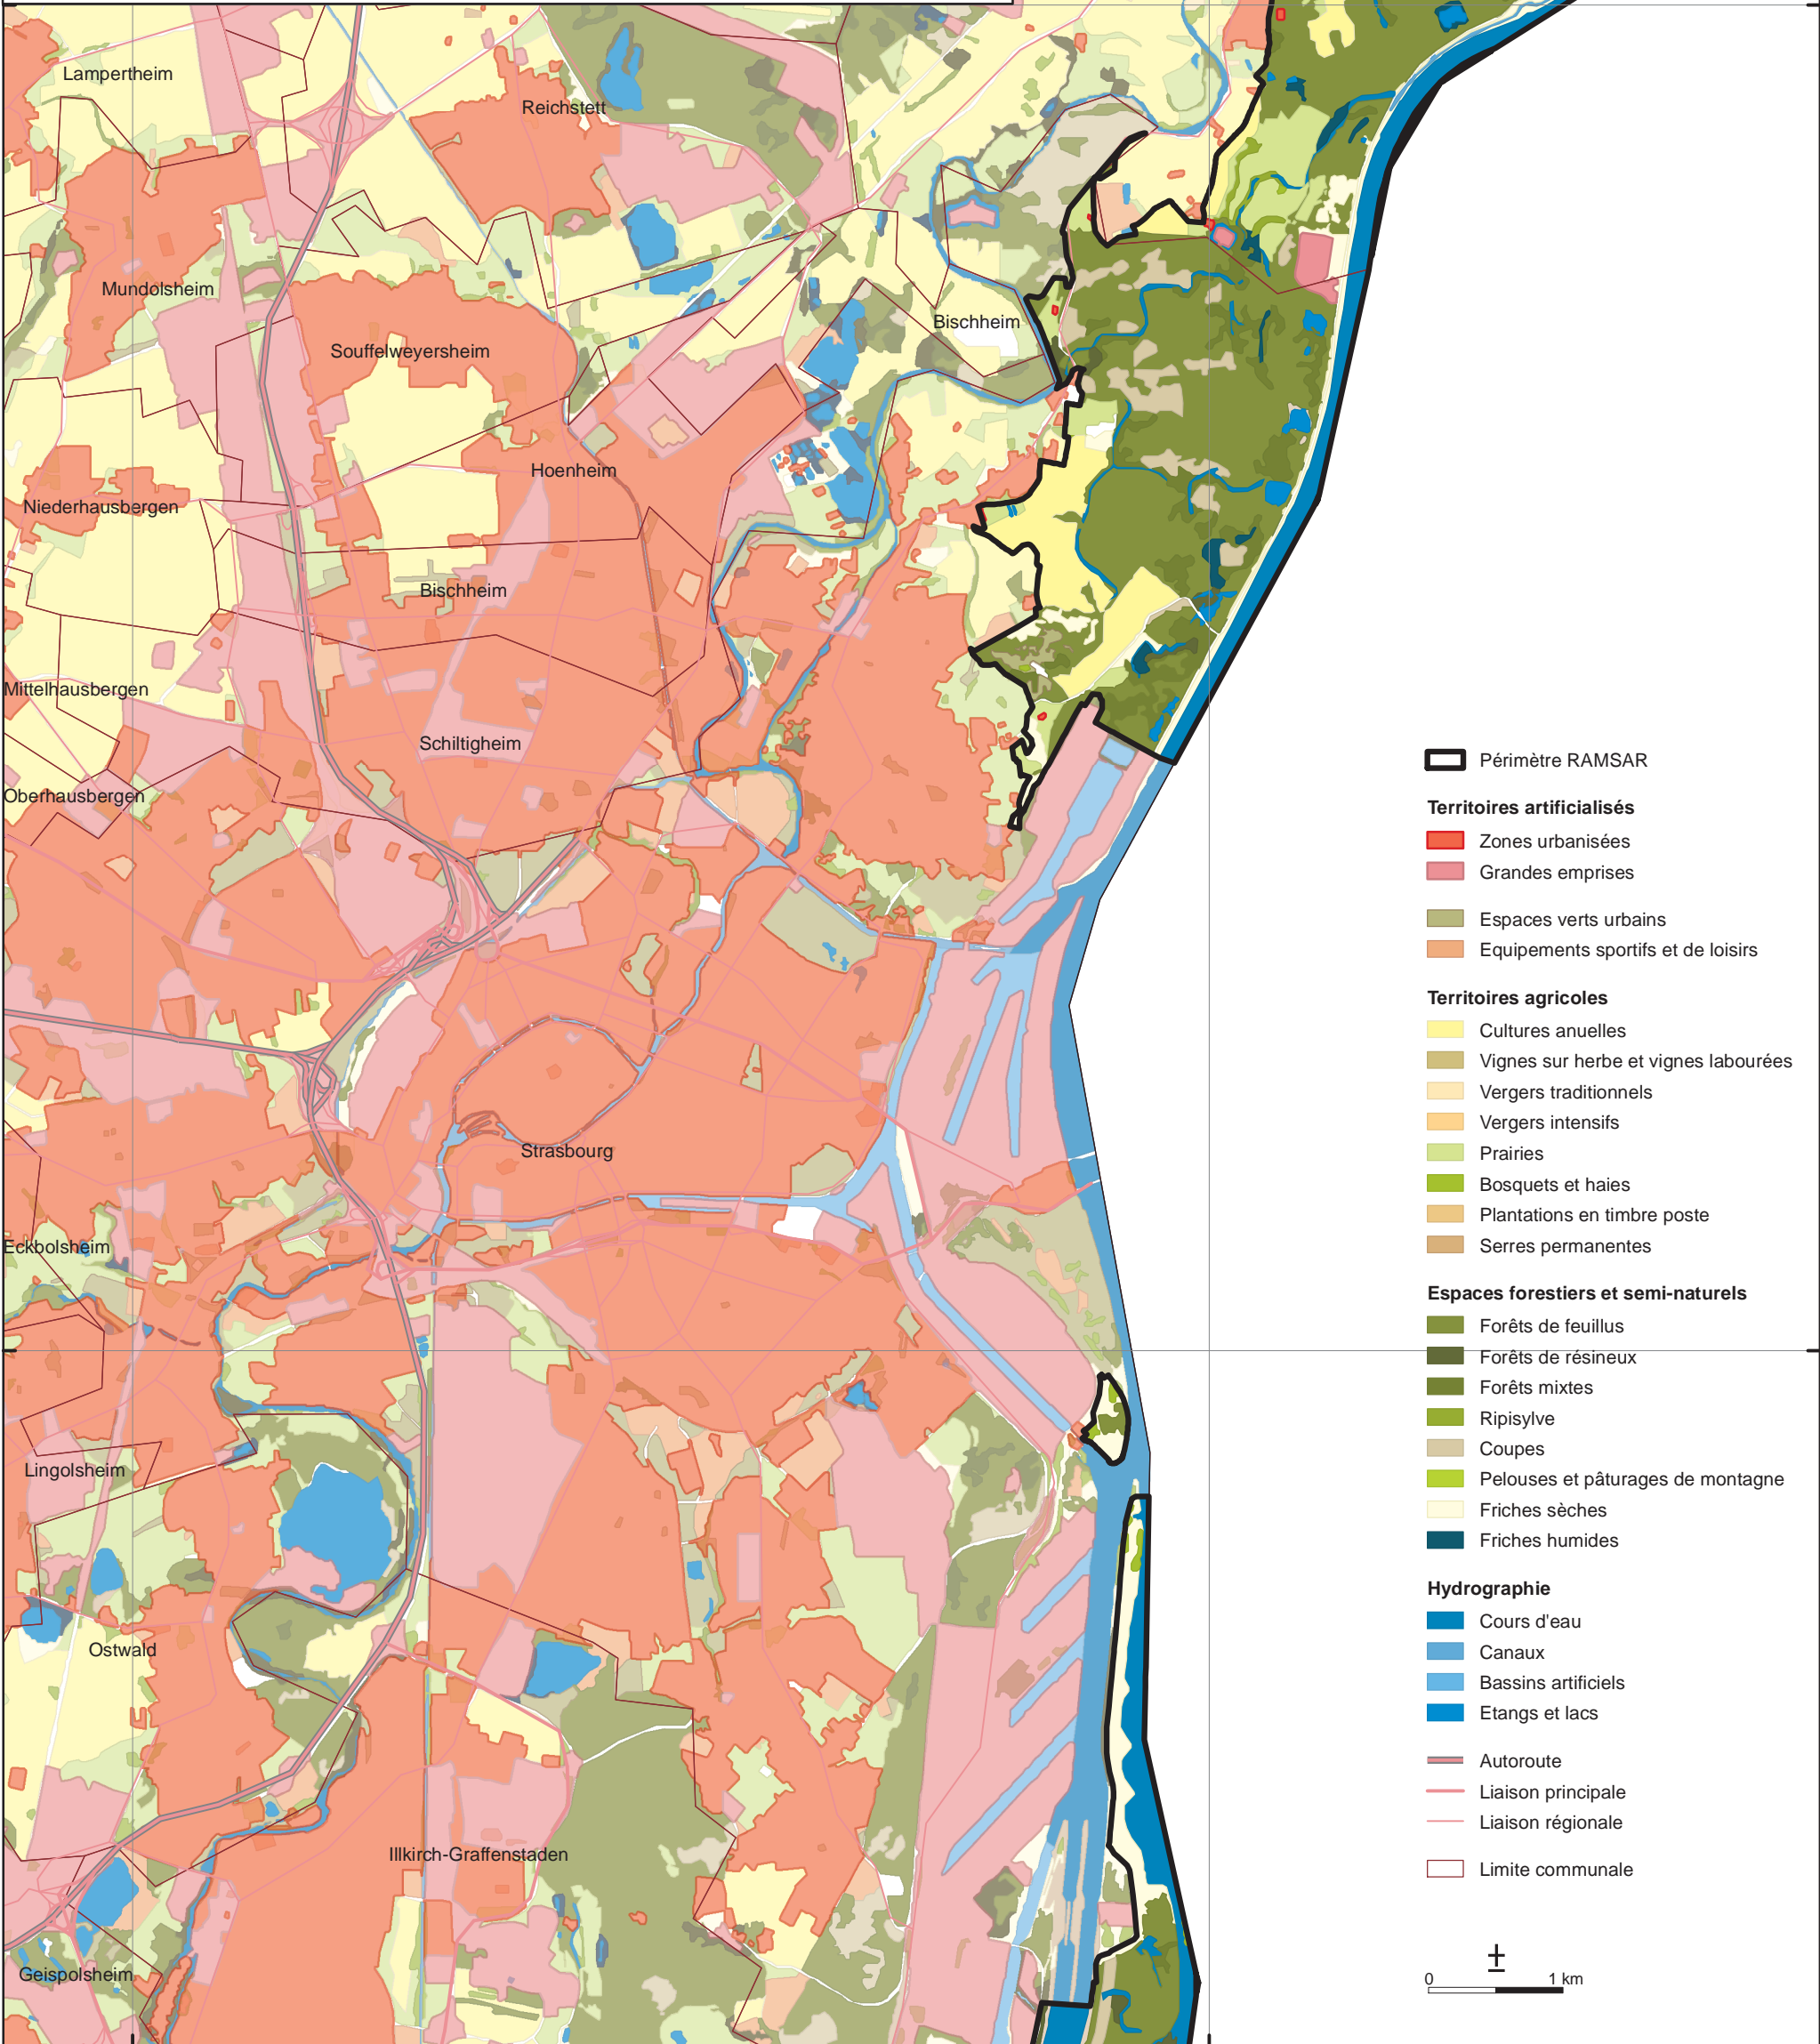 Lampertheim
Reichstett
Mundolsheim
Bischheim
Souffelweyersheim
Hoenheim
Niederhausbergen
Bischheim
Mittelhausbergen
Schiltigheim
Oberhausbergen
Strasbourg
Eckbolsheim
Lingolsheim
Ostwald
Illkirch-Graffenstaden
Geispolsheim
Périmètre RAMSAR
Territoires artificialisés
Zones urbanisées
Grandes emprises
Espaces verts urbains
Equipements sportifs et de loisirs
Territoires agricoles
Cultures anuelles
Vignes sur herbe et vignes labourées
Vergers traditionnels
Vergers intensifs
Prairies
Bosquets et haies
Plantations en timbre poste
Serres permanentes
Espaces forestiers et semi-naturels
Forêts de feuillus
Forêts de résineux
Forêts mixtes
Ripisylve
Coupes
Pelouses et pâturages de montagne
Friches sèches
Friches humides
Hydrographie
Cours d'eau
Canaux
Bassins artificiels
Etangs et lacs
Autoroute
Liaison principale
Liaison régionale
Limite communale
±
0 1 km